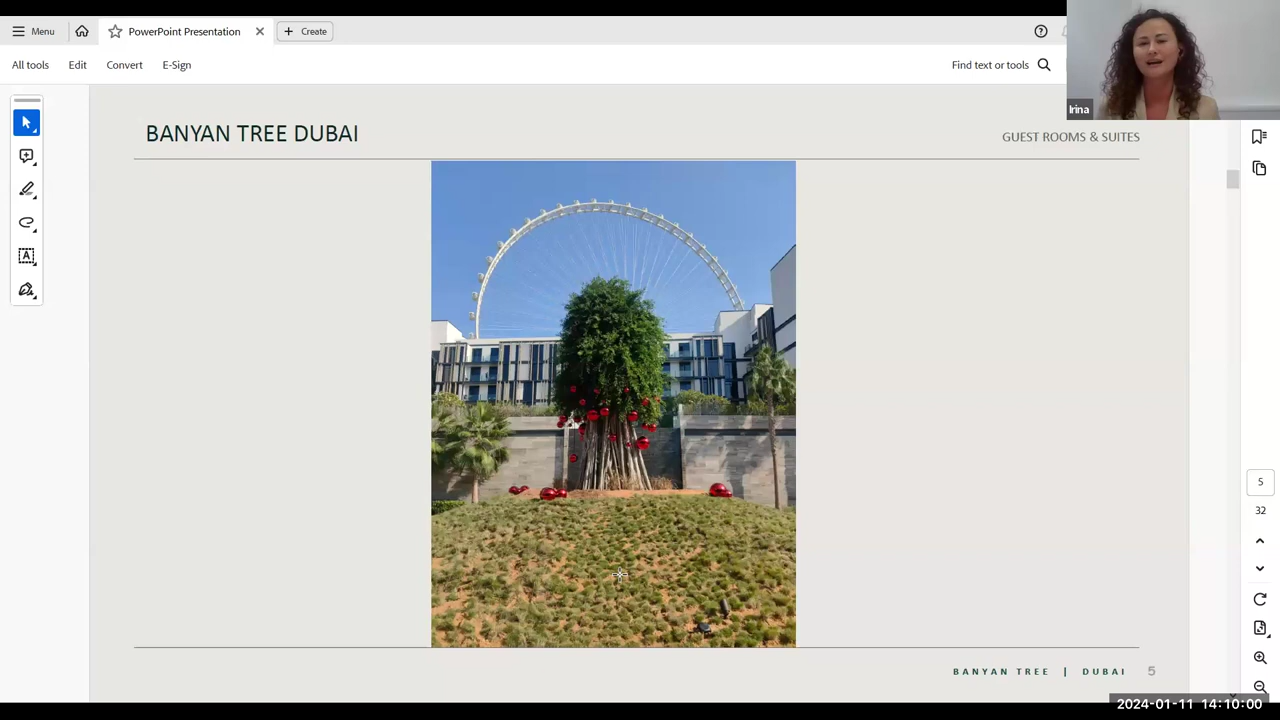 Menu
PowerPoint Presentation
Create
All tools
Edit
Convert
E-Sign
Find text or tools
Irina
BANYAN TREE DUBAI
GUEST ROOMS & SUITES
5
32
BANYAN TREE | DUBAI 5
2024-01-11 14:10:00